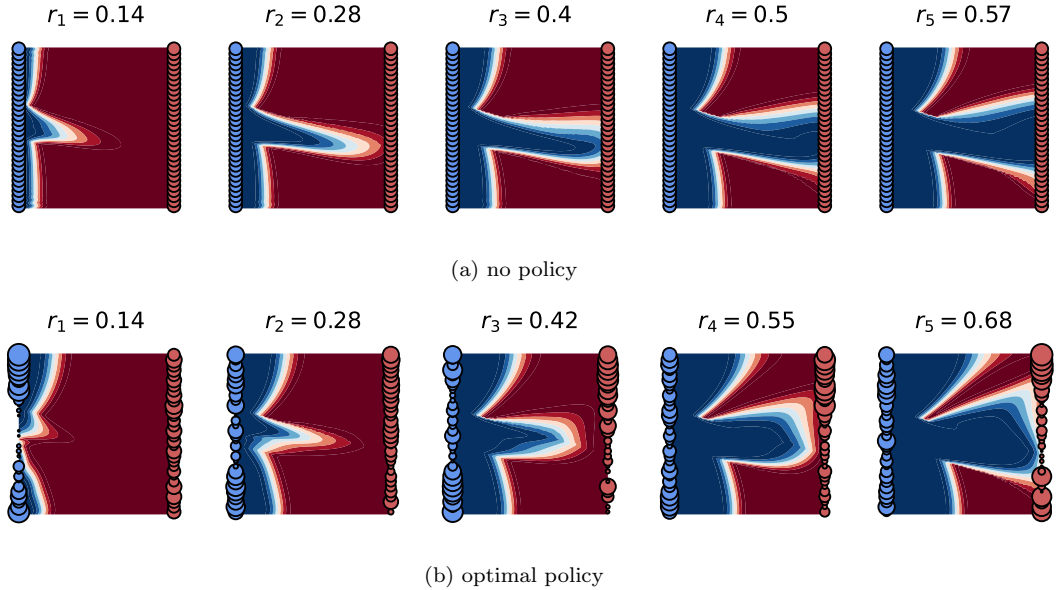 r₁ = 0.14 r₂ = 0.28 r₃ = 0.4 r₄ = 0.5 r₅ = 0.57
(a) no policy
r₁ = 0.14 r₂ = 0.28 r₃ = 0.42 r₄ = 0.55 r₅ = 0.68
(b) optimal policy